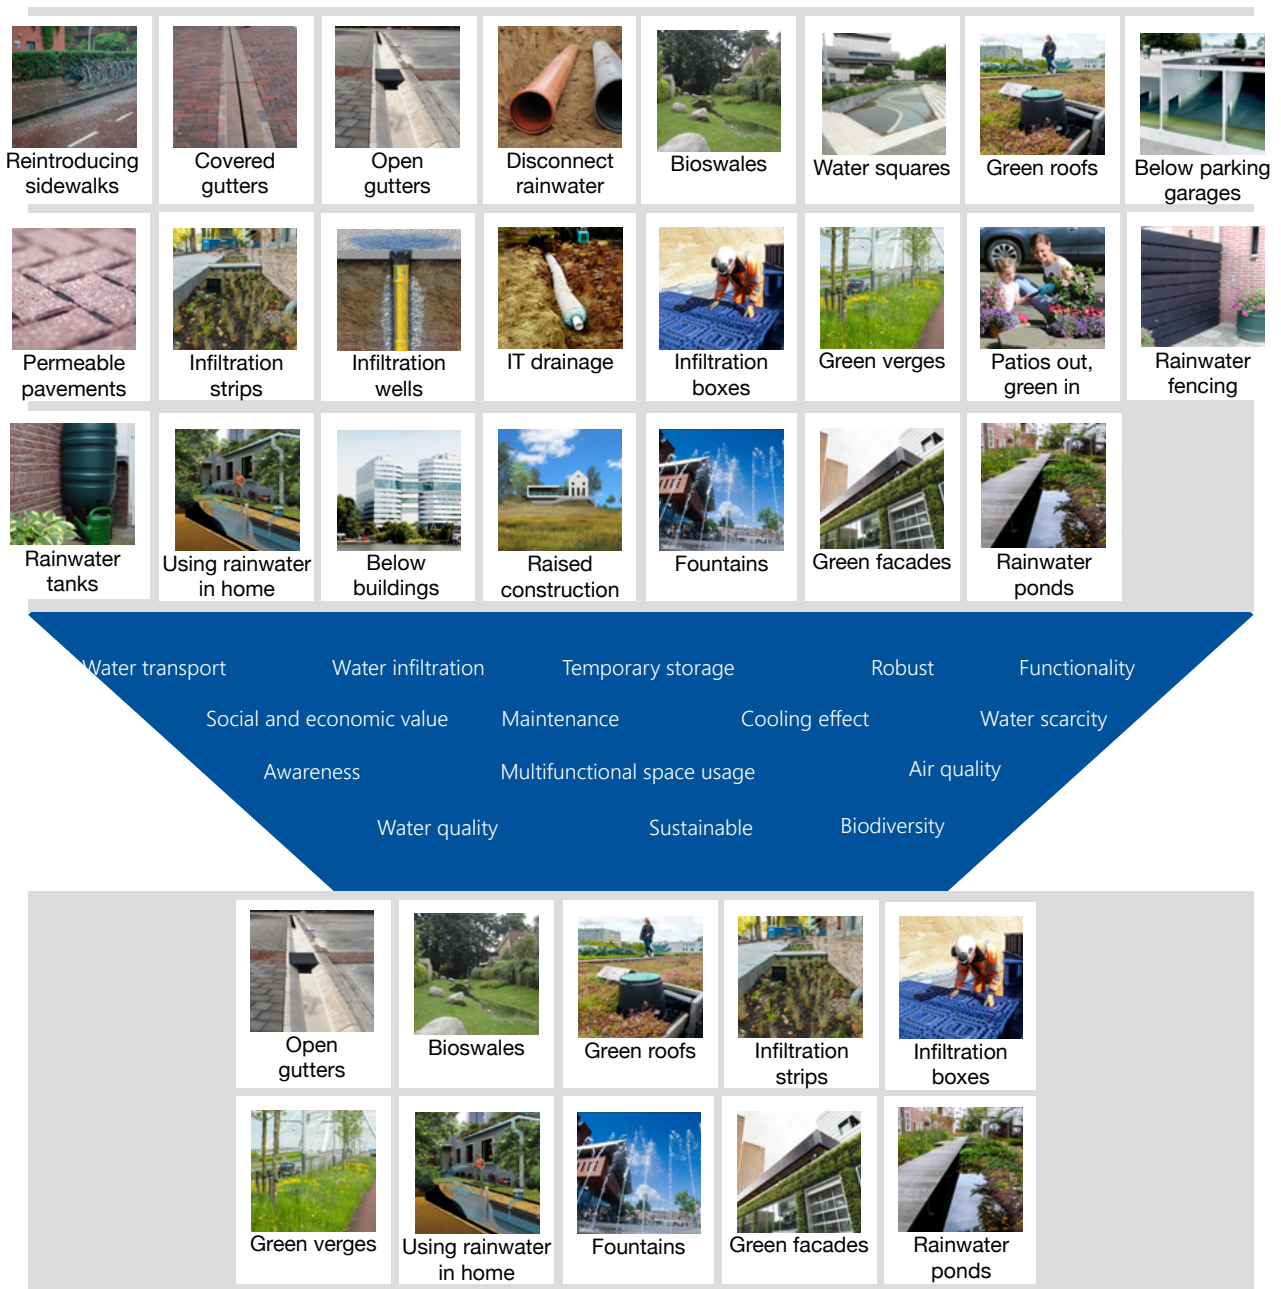 Reintroducing
sidewalks
Covered
gutters
Open
gutters
Disconnect
rainwater
Bioswales
Water squares
Green roofs
Below parking
garages
Permeable
pavements
Infiltration
strips
Infiltration
wells
IT drainage
Infiltration
boxes
Green verges
Patios out,
green in
Rainwater
fencing
Rainwater
tanks
Using rainwater
in home
Below
buildings
Raised
construction
Fountains
Green facades
Rainwater
ponds
Water transport
Water infiltration
Temporary storage
Robust
Functionality
Social and economic value
Maintenance
Cooling effect
Water scarcity
Awareness
Multifunctional space usage
Air quality
Water quality
Sustainable
Biodiversity
Open
gutters
Bioswales
Green roofs
Infiltration
strips
Infiltration
boxes
Green verges
Using rainwater
in home
Fountains
Green facades
Rainwater
ponds